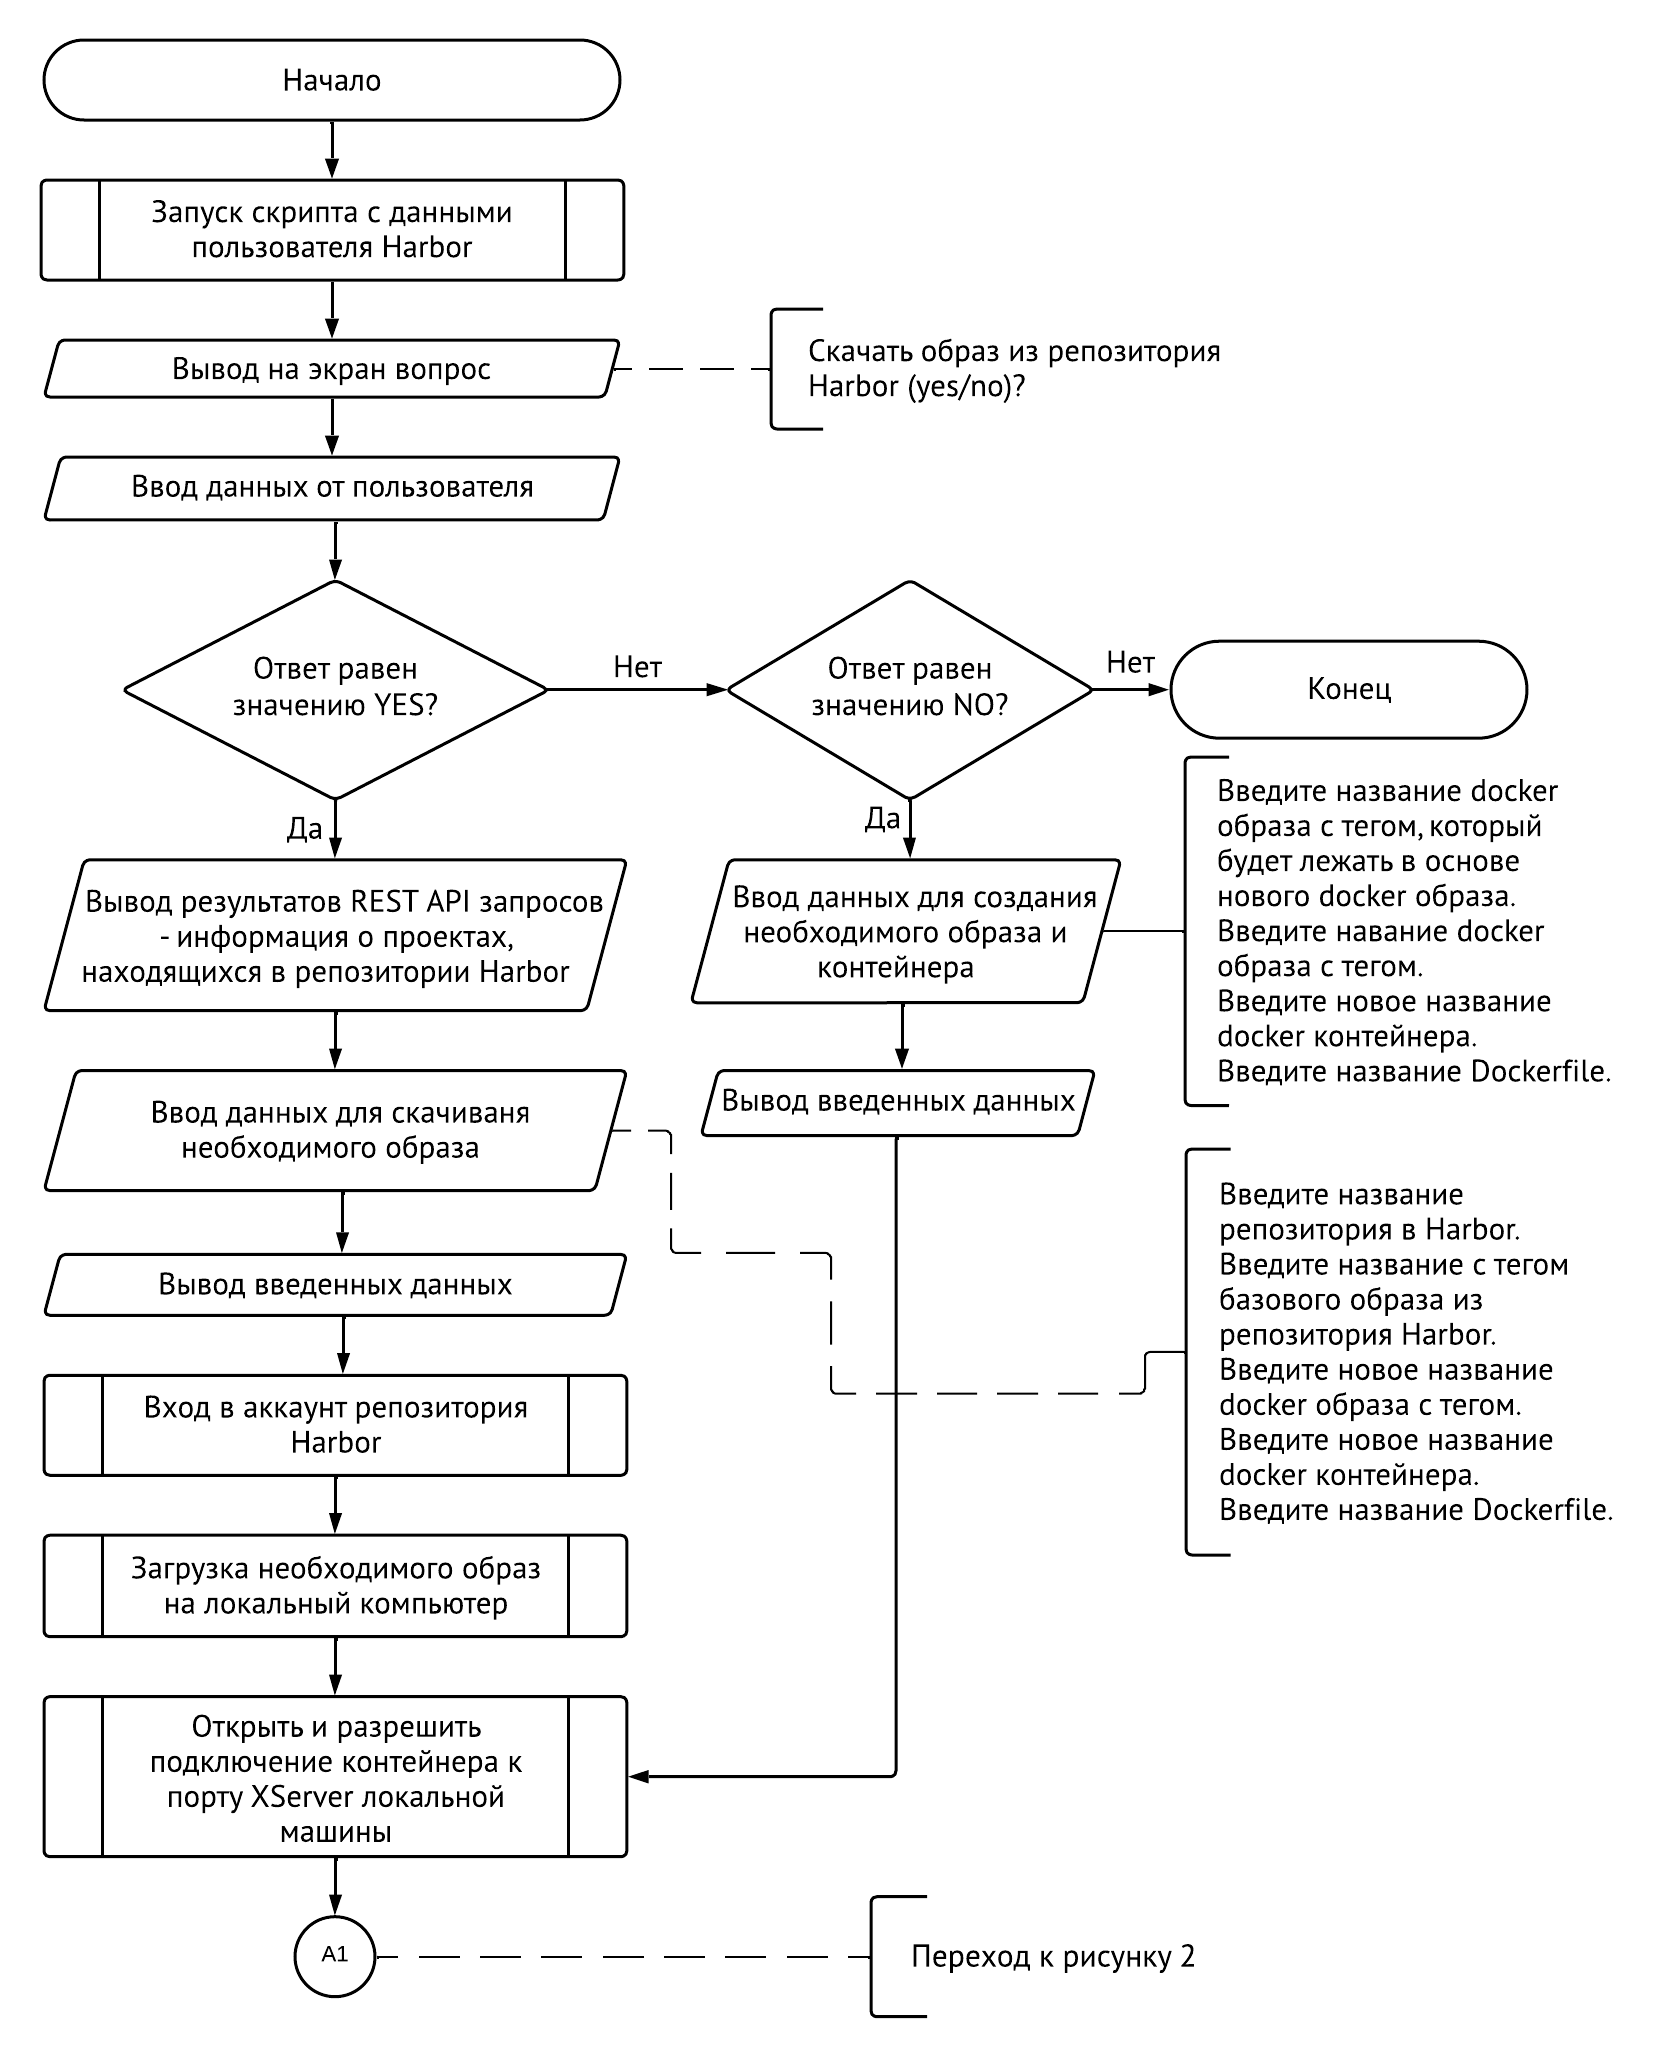 Начало
Запуск скрипта с данными
пользователя Harbor
Вывод на экран вопрос
Скачать образ из репозитория
Harbor (yes/no)?
Ввод данных от пользователя
Ответ равен
значению YES?
Нет
Ответ равен
значению NO?
Нет
Конец
Да
Да
Вывод результатов REST API запросов
- информация о проектах,
находящихся в репозитории Harbor
Ввод данных для создания
необходимого образа и
контейнера
Введите название docker
образа с тегом, который
будет лежать в основе
нового docker образа.
Введите навание docker
образа с тегом.
Введите новое название
docker контейнера.
Введите название Dockerfile.
Ввод данных для скачиваня
необходимого образа
Вывод введенных данных
Введите название
репозитория в Harbor.
Введите название с тегом
базового образа из
репозитория Harbor.
Введите новое название
docker образа с тегом.
Введите новое название
docker контейнера.
Введите название Dockerfile.
Вывод введенных данных
Вход в аккаунт репозитория
Harbor
Загрузка необходимого образ
на локальный компьютер
Открыть и разрешить
подключение контейнера к
порту XServer локальной
машины
А1
Переход к рисунку 2